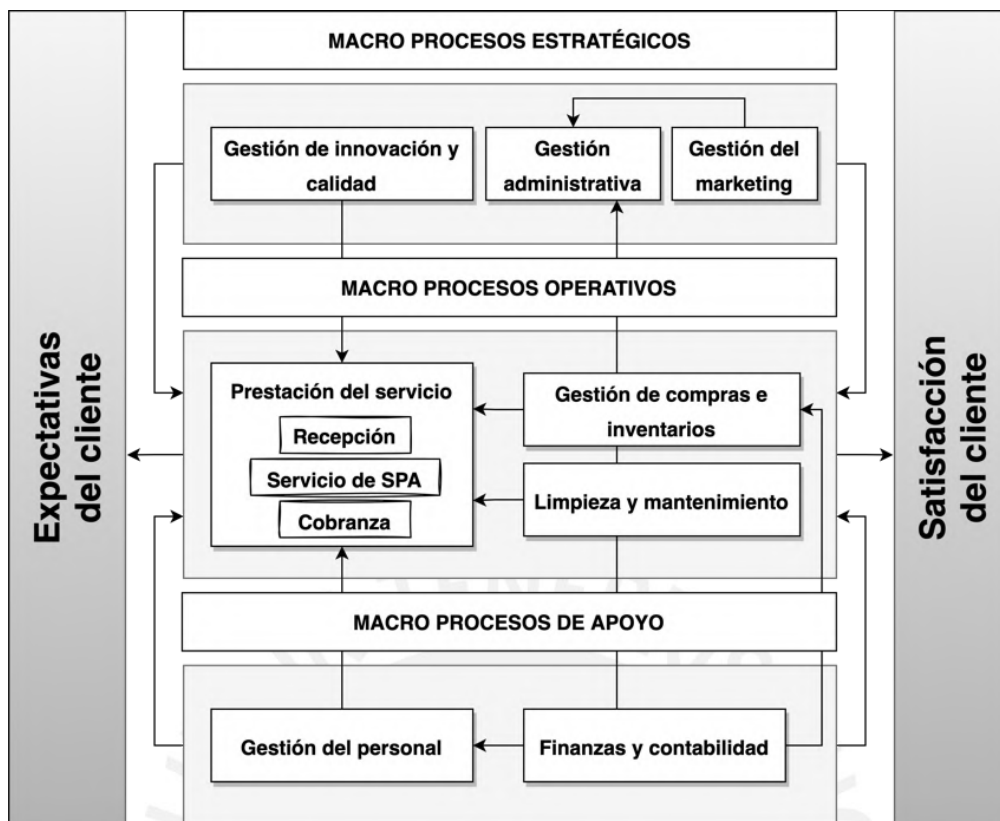 MACRO PROCESOS ESTRATÉGICOS
Gestión de innovación y
calidad
Gestión
administrativa
Gestión del
marketing
MACRO PROCESOS OPERATIVOS
Expectativas
del cliente
Prestación del servicio
Recepción
Servicio de SPA
Cobranza
Gestión de compras e
inventarios
Limpieza y mantenimiento
Satisfacción
del cliente
MACRO PROCESOS DE APOYO
Gestión del personal
Finanzas y contabilidad